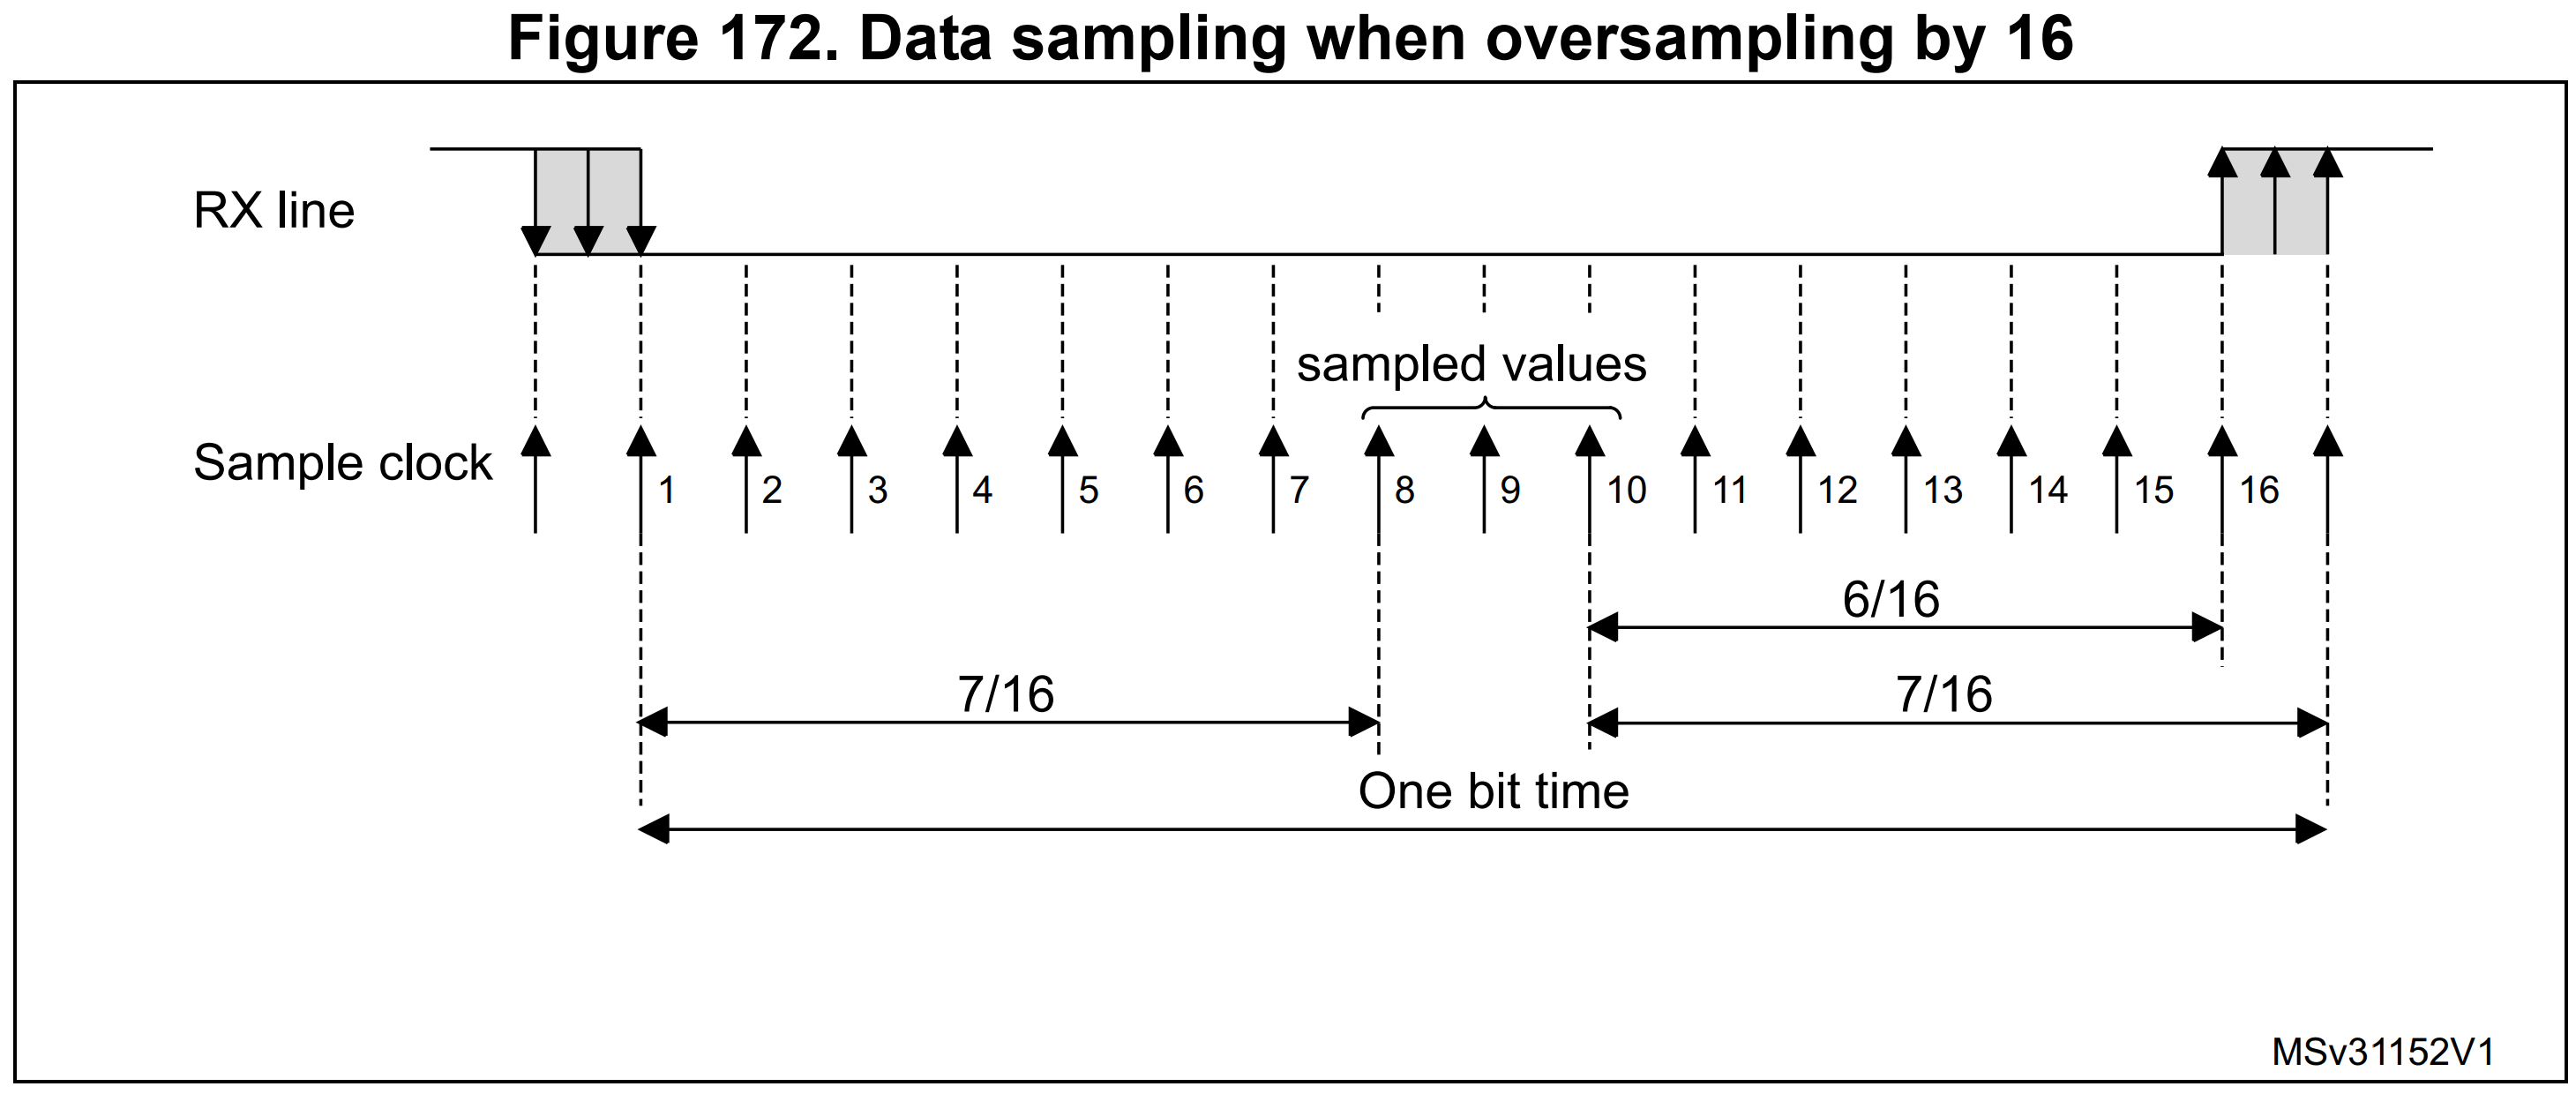 Figure 172. Data sampling when oversampling by 16
RX line
sampled values
Sample clock
1 2 3 4 5 6 7 8 9 10 11 12 13 14 15 16
6/16
7/16 7/16
One bit time
MSv31152V1